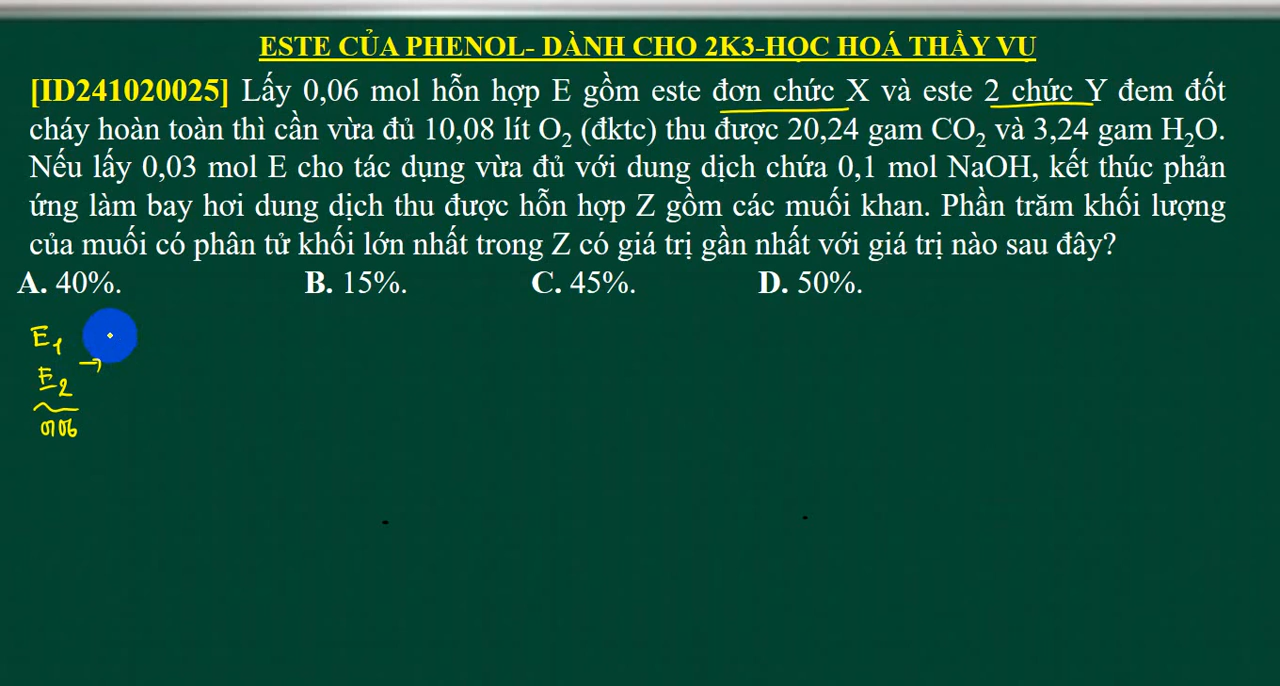 ESTE CỦA PHENOL- DÀNH CHO 2K3-HỌC HOÁ THẦY VỤ
[ID241020025] Lấy 0,06 mol hỗn hợp E gồm este đơn chức X và este 2 chức Y đem đốt
cháy hoàn toàn thì cần vừa đủ 10,08 lít O₂ (đktc) thu được 20,24 gam CO₂ và 3,24 gam H₂O.
Nếu lấy 0,03 mol E cho tác dụng vừa đủ với dung dịch chứa 0,1 mol NaOH, kết thúc phản
ứng làm bay hơi dung dịch thu được hỗn hợp Z gồm các muối khan. Phần trăm khối lượng
của muối có phân tử khối lớn nhất trong Z có giá trị gần nhất với giá trị nào sau đây?
A. 40%. B. 15%. C. 45%. D. 50%.
E₁
E₂ →
0,06